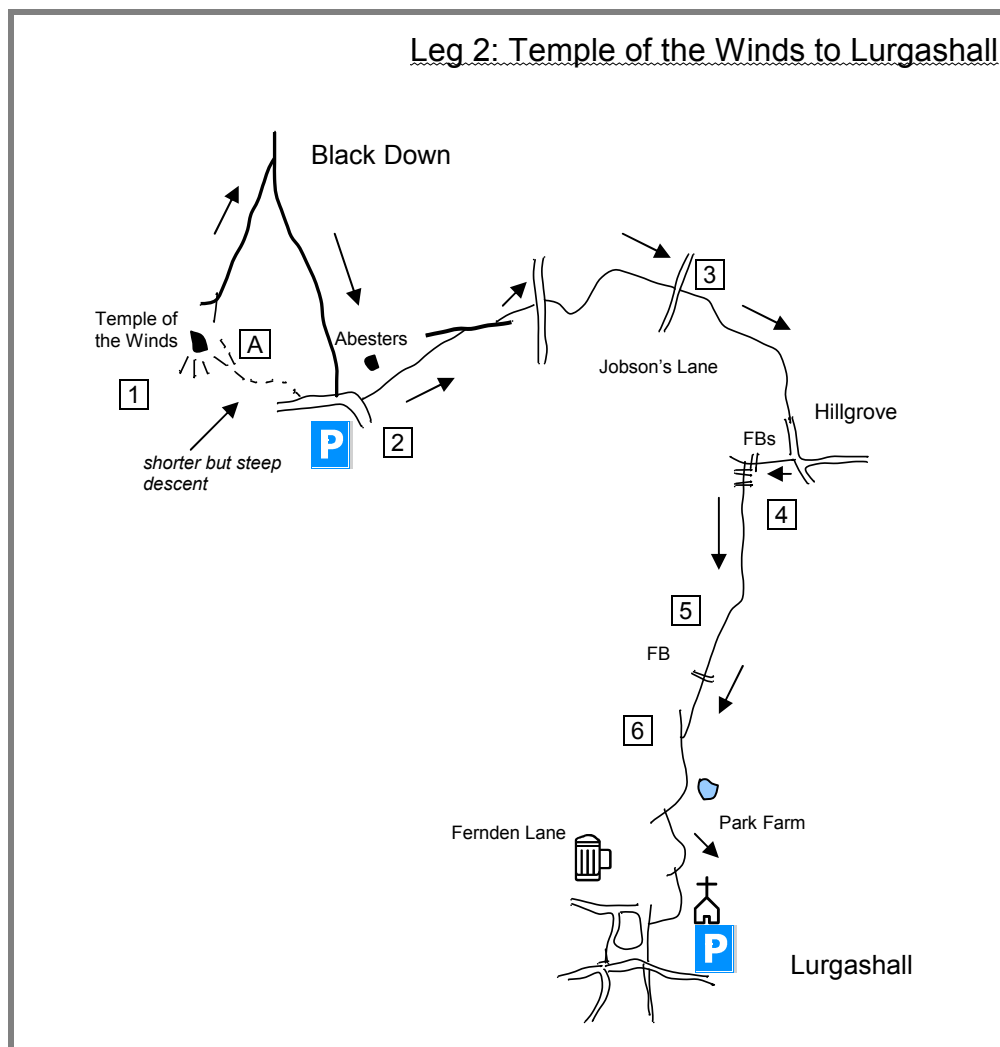 Leg 2: Temple of the Winds to Lurgashall
Black Down
3
Temple of
the Winds
A
Abesters
Jobson's Lane
1
Hillgrove
P
2
FBs
shorter but steep
descent
4
5
FB
6
Park Farm
Fernden Lane
P
Lurgashall